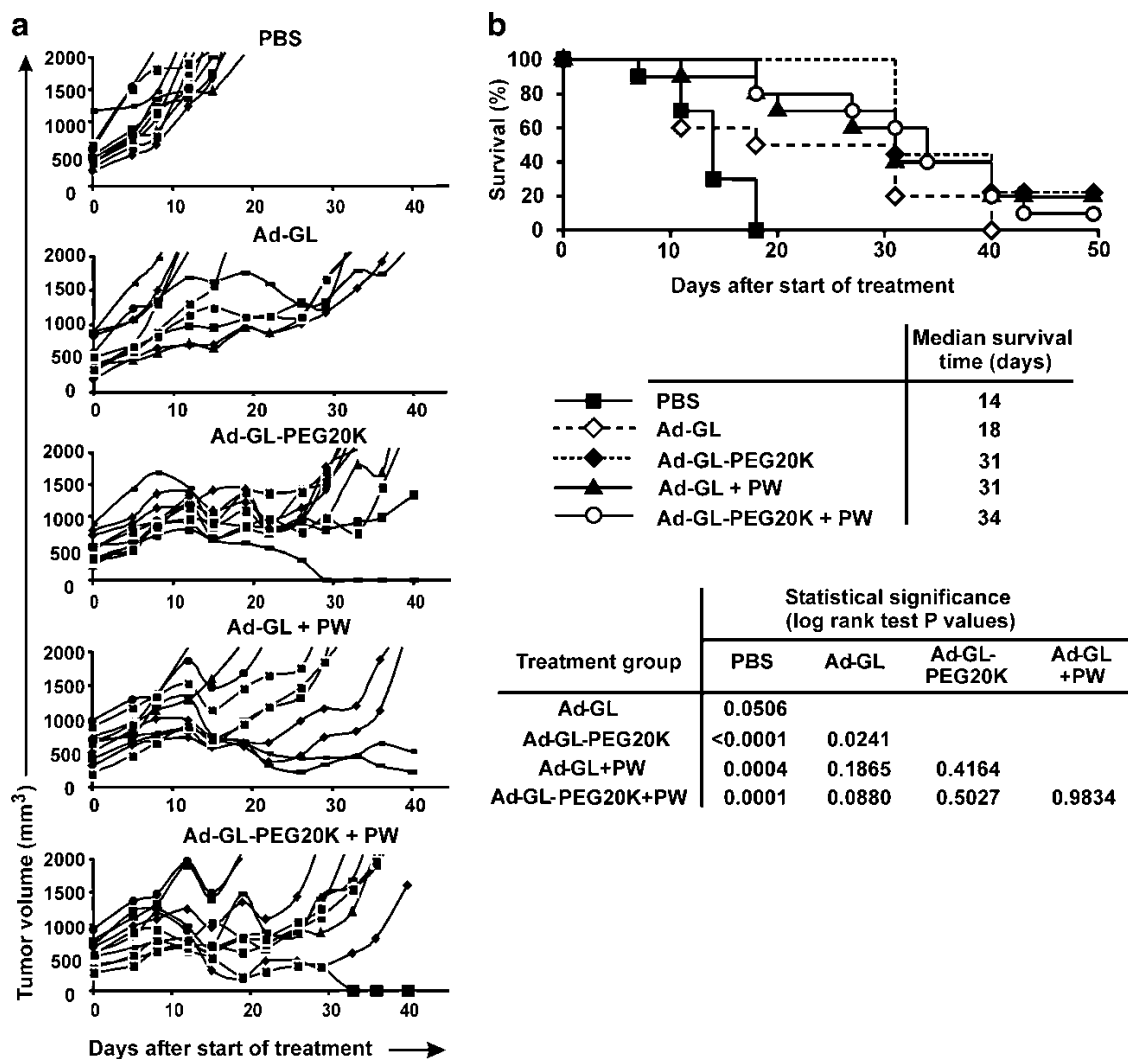 a
PBS
2000
1500
1000
500
0
0 10 20 30 40
Ad-GL
2000
1500
1000
500
0
0 10 20 30 40
Ad-GL-PEG20K
2000
1500
1000
500
0
0 10 20 30 40
Ad-GL + PW
2000
1500
1000
500
0
0 10 20 30 40
Ad-GL-PEG20K + PW
2000
1500
1000
500
0
0 10 20 30 40
Tumor volume (mm³)
Days after start of treatment
b
Survival (%)
100
80
60
40
20
0
0 10 20 30 40 50
Days after start of treatment
Median survival
time (days)
PBS 14
Ad-GL 18
Ad-GL-PEG20K 31
Ad-GL + PW 31
Ad-GL-PEG20K + PW 34
Statistical significance
(log rank test P values)
Treatment group PBS Ad-GL Ad-GL- Ad-GL
PEG20K +PW
Ad-GL 0.0506
Ad-GL-PEG20K <0.0001 0.0241
Ad-GL+PW 0.0004 0.1865 0.4164
Ad-GL-PEG20K+PW 0.0001 0.0880 0.5027 0.9834